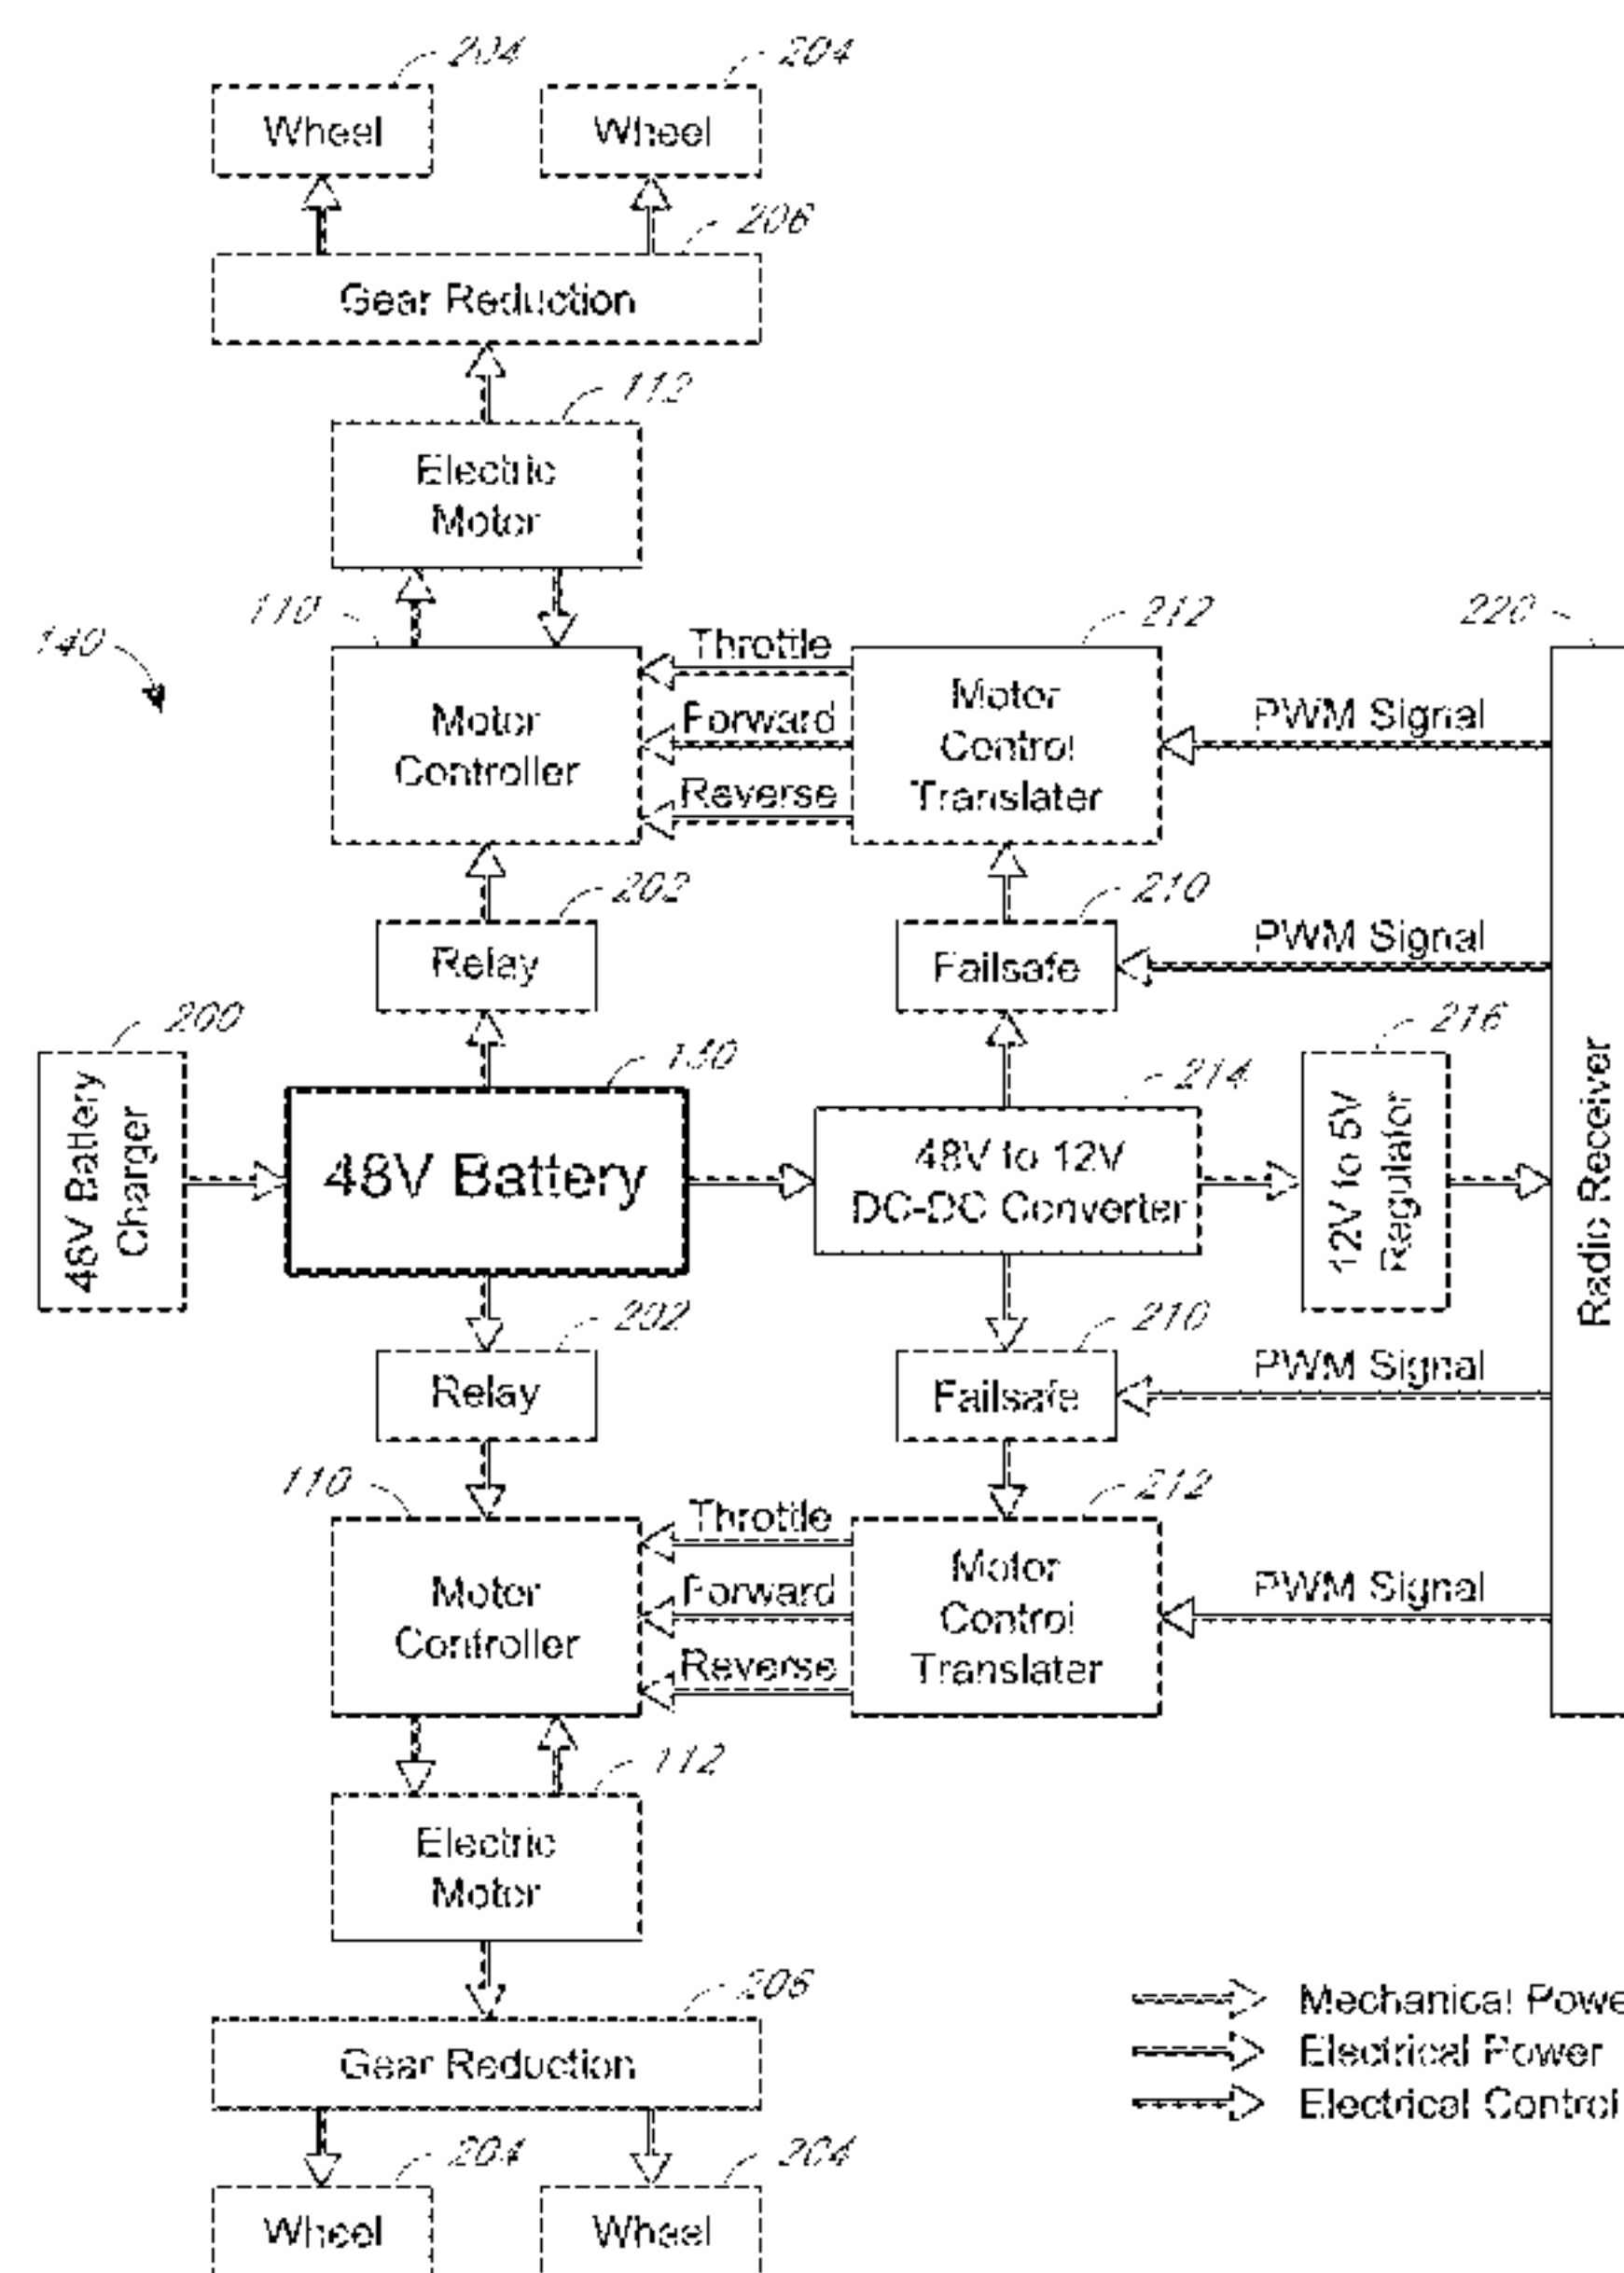 204
204
Wheel
Wheel
206
Gear Reduction
112
Electric
Motor
110
212
220
140
Throttle
Motor
Controller
Forward
Motor
Control
Translater
PWM Signal
Reverse
202
210
Relay
Failsafe
PWM Signal
200
216
130
214
48V Battery
Charger
48V Battery
48V to 12V
DC-DC Converter
12V to 5V
Regulator
Radio Receiver
202
210
Relay
Failsafe
PWM Signal
110
212
Throttle
Motor
Controller
Forward
Motor
Control
Translater
PWM Signal
Reverse
112
Electric
Motor
206
Gear Reduction
Mechanical Powe
Electrical Power
Electrical Control
204
204
Wheel
Wheel